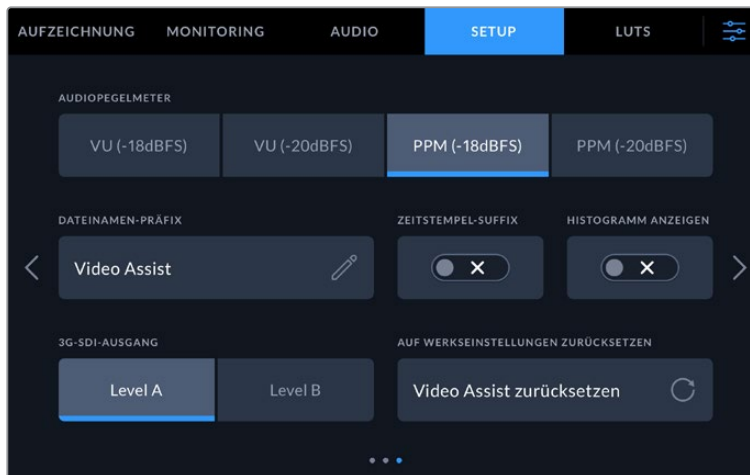 AUFZEICHNUNG MONITORING AUDIO SETUP LUTS
AUDIOPEGELMETER
VU (-18dBFS) VU (-20dBFS) PPM (-18dBFS) PPM (-20dBFS)
DATEINAMEN-PRÄFIX ZEITSTEMPEL-SUFFIX HISTOGRAMM ANZEIGEN
Video Assist
3G-SDI-AUSGANG AUF WERKSEINSTELLUNGEN ZURÜCKSETZEN
Level A Level B Video Assist zurücksetzen